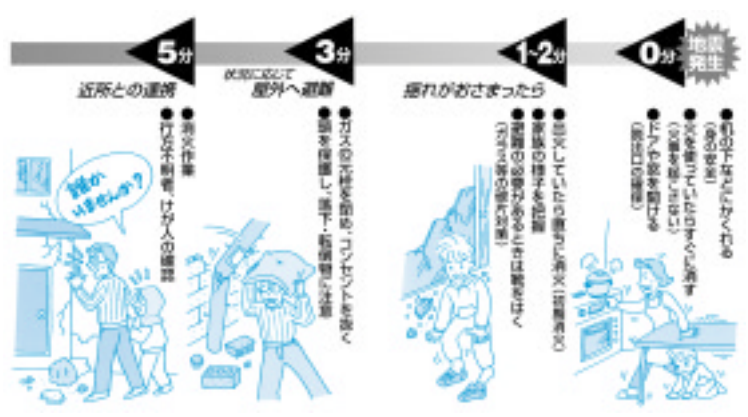 地震
発生
0分
●机の下などにかくれる
(身の安全)
●火を使っていたらすぐに消す
(火事を起こさない)
●ドアや窓を開ける
(脱出口の確保)
1~2分
揺れがおさまったら
●出火していたら直ちに消火(初期消火)
●家族の様子を把握
●避難の必要があるときは靴をはく
(ガラス等の破片対策)
3分
状況に応じて
屋外へ避難
●ガスの元栓を閉め、コンセントを抜く
●頭を保護し、落下・転倒物に注意
5分
近所との連携
●消火作業
●行方不明者、けが人の確認
誰か
いませんか?